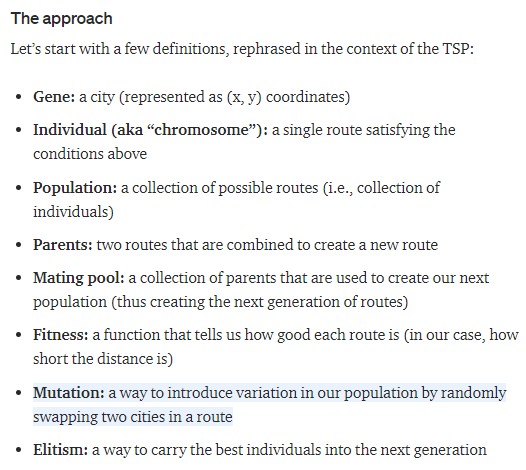 The approach
Let’s start with a few definitions, rephrased in the context of the TSP:
• Gene: a city (represented as (x, y) coordinates)
• Individual (aka “chromosome”): a single route satisfying the
conditions above
• Population: a collection of possible routes (i.e., collection of
individuals)
• Parents: two routes that are combined to create a new route
• Mating pool: a collection of parents that are used to create our next
population (thus creating the next generation of routes)
• Fitness: a function that tells us how good each route is (in our case, how
short the distance is)
• Mutation: a way to introduce variation in our population by randomly
swapping two cities in a route
• Elitism: a way to carry the best individuals into the next generation